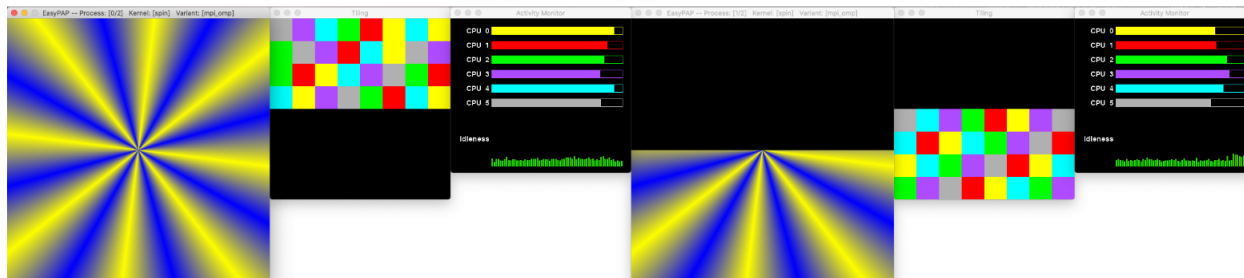 EasyPAP -- Process: [0/2] Kernel: [spin] Variant: [mpi_omp]
Tiling
Activity Monitor
CPU 0
CPU 1
CPU 2
CPU 3
CPU 4
CPU 5
Idleness
EasyPAP -- Process: [1/2] Kernel: [spin] Variant: [mpi_omp]
Tiling
Activity Monitor
CPU 0
CPU 1
CPU 2
CPU 3
CPU 4
CPU 5
Idleness